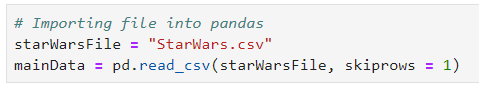 # Importing file into pandas
starWarsFile = "StarWars.csv"
mainData = pd.read_csv(starWarsFile, skiprows = 1)